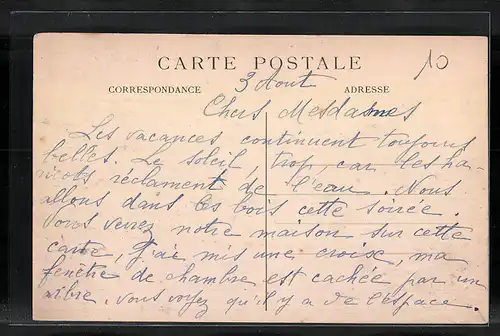 10
CARTE POSTALE
CORRESPONDANCE
ADRESSE
3 Aout
Chers Mesdames
Les vacances continuent toujours
belles. Le soleil, trop car les ha-
ricots réclament de l'eau. Nous
allons dans les bois cette soirée.
Vous verrez notre maison sur cette
carte, j'ai mis une croix, ma
fenêtre de chambre est cachée par un
arbre. Vous voyez qu'il y a de l'espace.